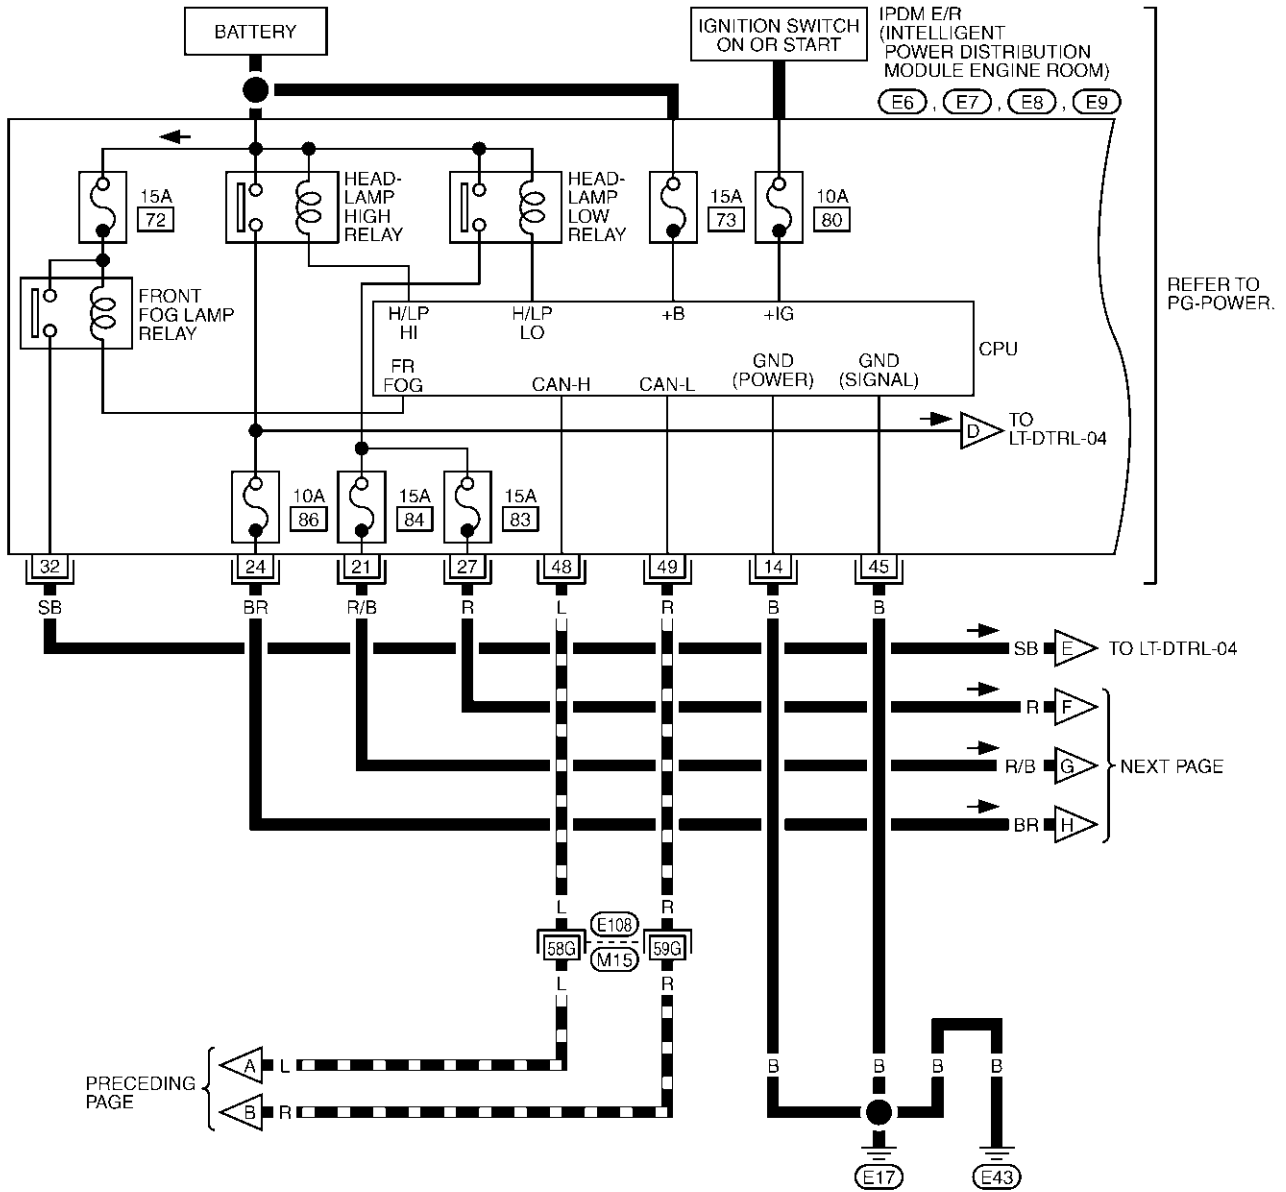 BATTERY
IGNITION SWITCH
ON OR START
IPDM E/R
(INTELLIGENT
POWER DISTRIBUTION
MODULE ENGINE ROOM)
E6 , E7 , E8 , E9
15A
72
HEAD-
LAMP
HIGH
RELAY
HEAD-
LAMP
LOW
RELAY
15A
73
10A
80
FRONT
FOG LAMP
RELAY
REFER TO
PG-POWER.
H/LP
HI
H/LP
LO
+B
+IG
CPU
FR
FOG
CAN-H
CAN-L
GND
(POWER)
GND
(SIGNAL)
D
TO
LT-DTRL-04
10A
86
15A
84
15A
83
32
24
21
27
48
49
14
45
SB
BR
R/B
R
L
R
B
B
SB
E
TO LT-DTRL-04
R
F
R/B
G
NEXT PAGE
BR
H
L
R
58G
E108
M15
59G
L
R
PRECEDING
PAGE
A
L
B
R
B
B
B
B
E17
E43